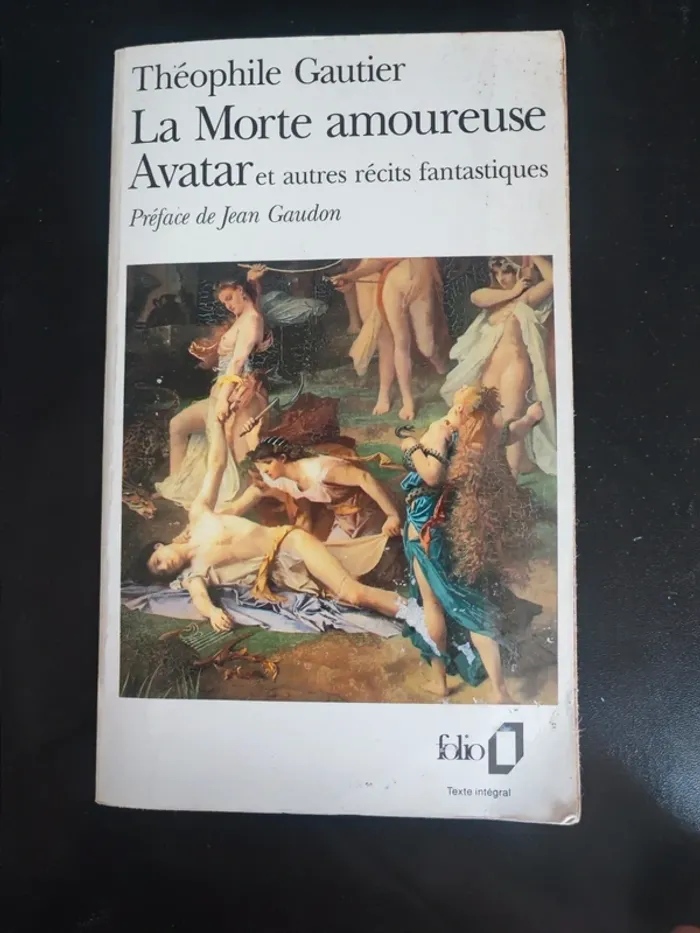 Théophile Gautier
La Morte amoureuse
Avatar et autres récits fantastiques
Préface de Jean Gaudon
folio
Texte intégral